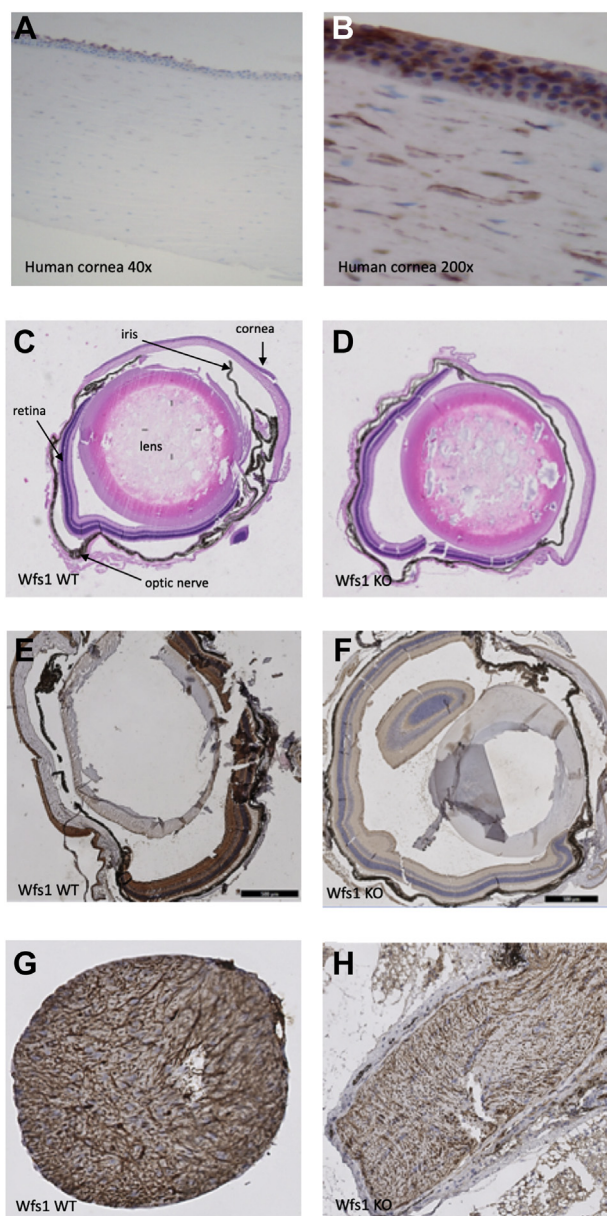 A
B
Human cornea 40x
Human cornea 200x
C
iris
cornea
D
retina
lens
Wfs1 WT
optic nerve
Wfs1 KO
E
F
Wfs1 WT
Wfs1 KO
G
H
Wfs1 WT
Wfs1 KO